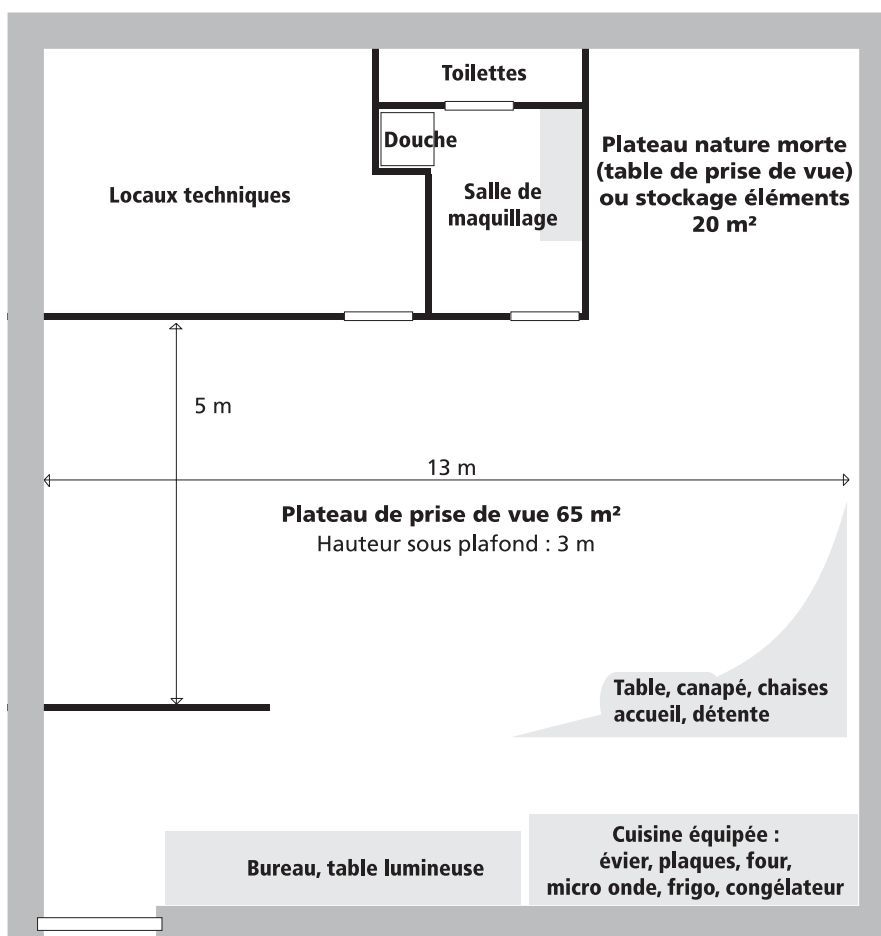 Toilettes
Douche
Locaux techniques
Salle de
maquillage
Plateau nature morte
(table de prise de vue)
ou stockage éléments
20 m²
5 m
13 m
Plateau de prise de vue 65 m²
Hauteur sous plafond : 3 m
Table, canapé, chaises
accueil, détente
Bureau, table lumineuse
Cuisine équipée :
évier, plaques, four,
micro onde, frigo, congélateur